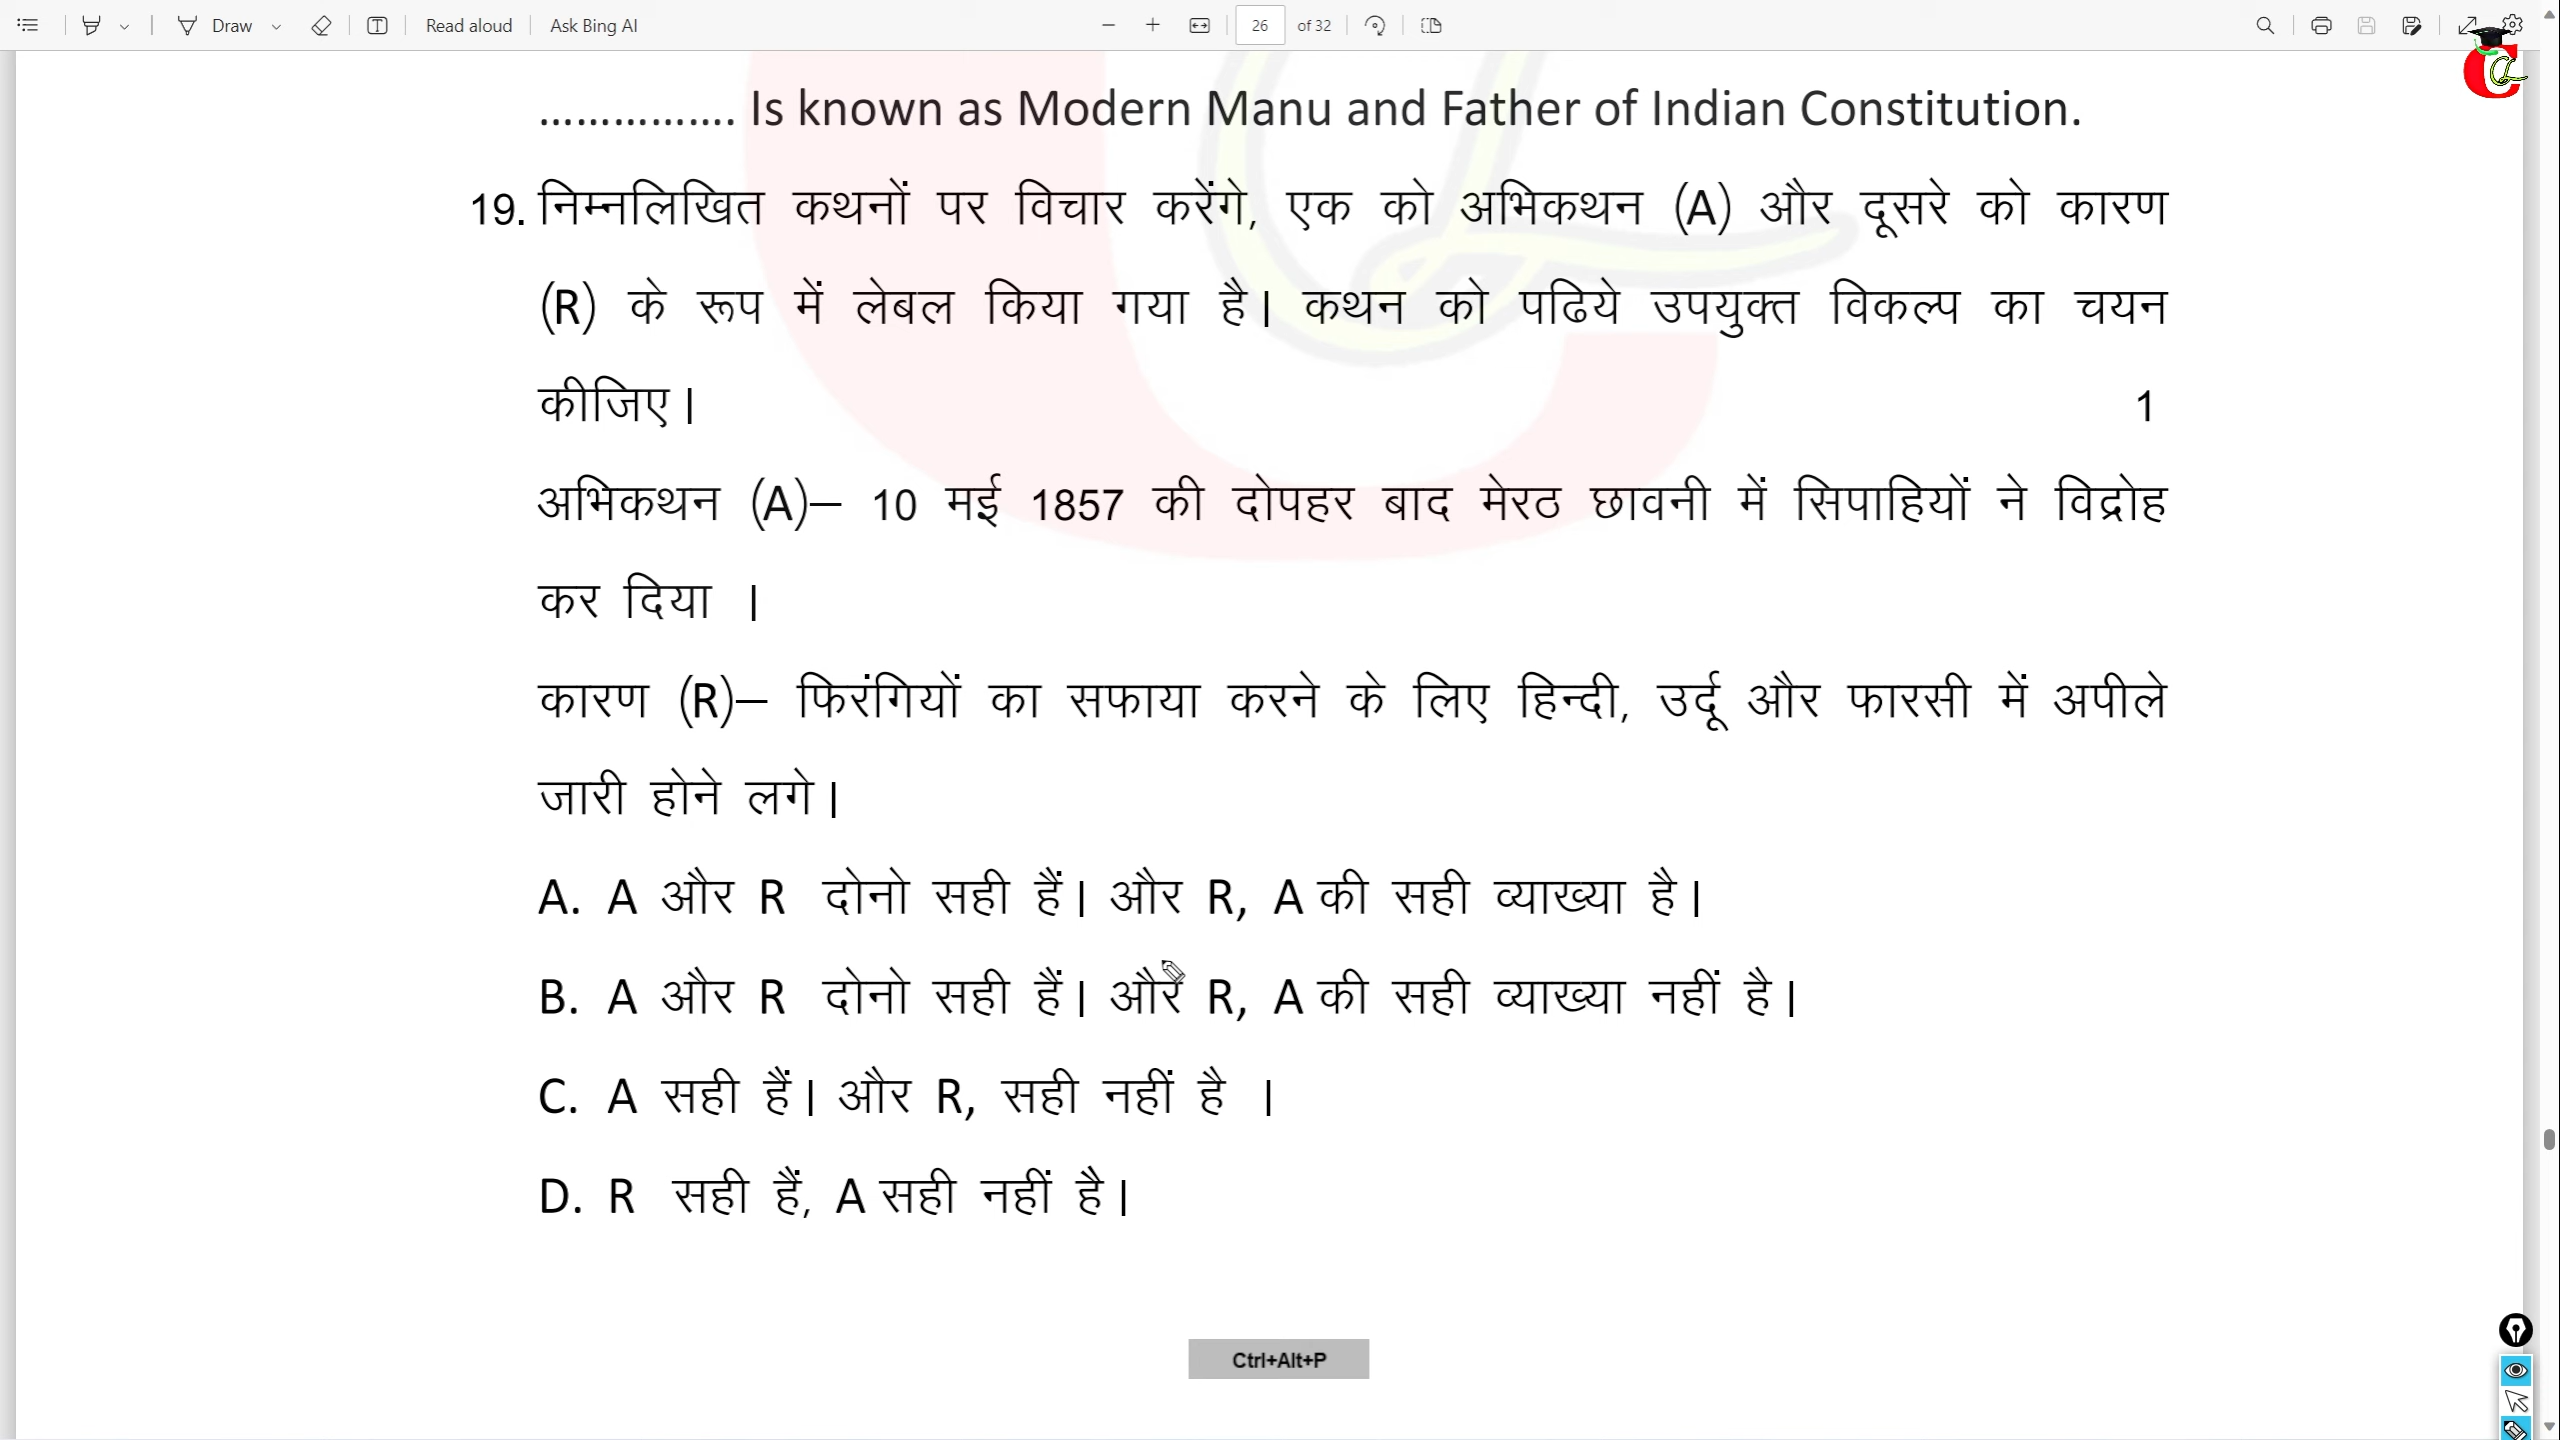 Draw Read aloud Ask Bing AI 26 of 32
................ Is known as Modern Manu and Father of Indian Constitution.
19. निम्नलिखित कथनों पर विचार करेंगे, एक को अभिकथन (A) और दूसरे को कारण
(R) के रूप में लेबल किया गया है। कथन को पढिये उपयुक्त विकल्प का चयन
कीजिए। 1
अभिकथन (A)– 10 मई 1857 की दोपहर बाद मेरठ छावनी में सिपाहियों ने विद्रोह
कर दिया ।
कारण (R)– फिरंगियों का सफाया करने के लिए हिन्दी, उर्दू और फारसी में अपीले
जारी होने लगे।
A. A और R दोनो सही हैं। और R, A की सही व्याख्या है।
B. A और R दोनो सही हैं। और R, A की सही व्याख्या नहीं है।
C. A सही हैं। और R, सही नहीं है ।
D. R सही हैं, A सही नहीं है।
Ctrl+Alt+P